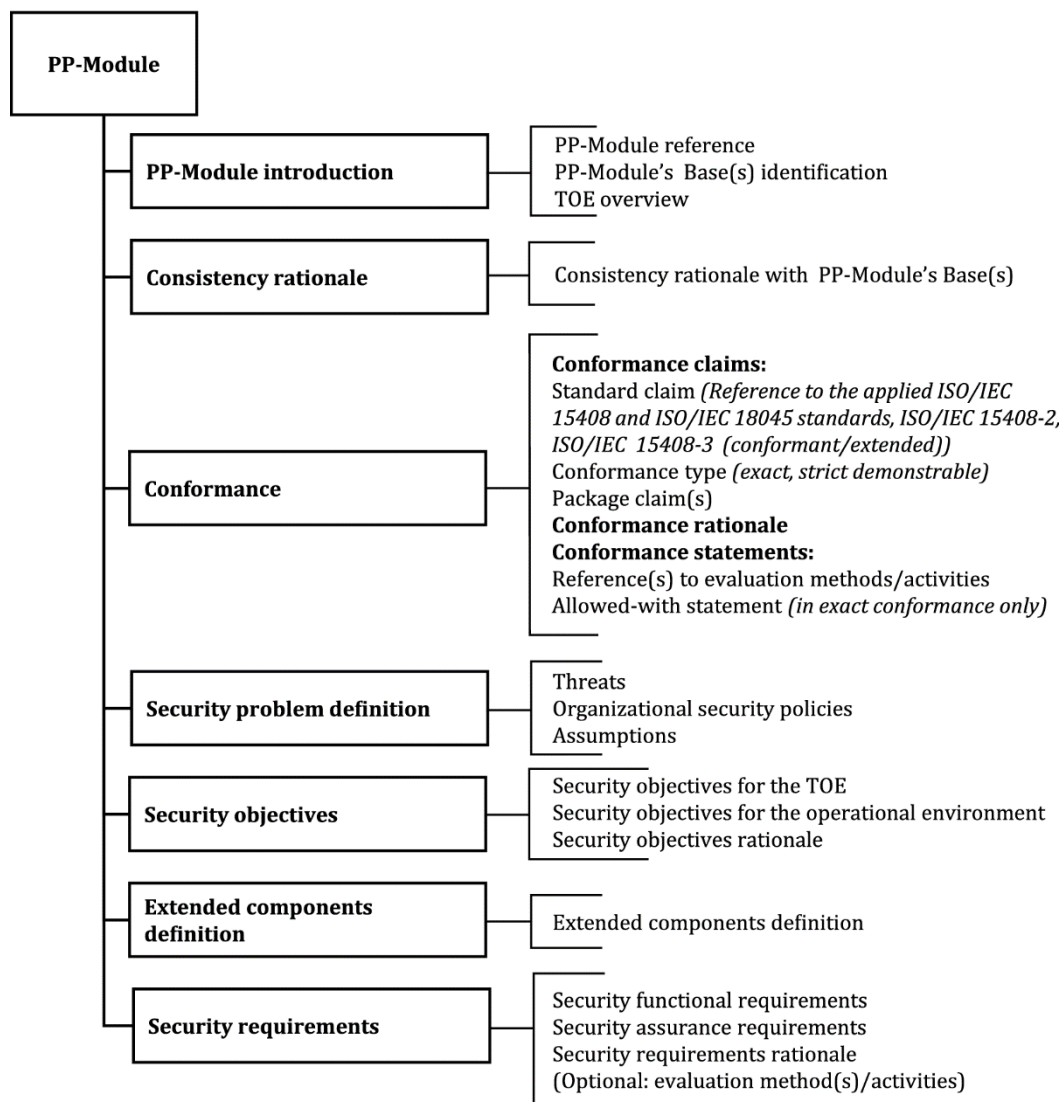 PP-Module
PP-Module introduction
PP-Module reference
PP-Module's Base(s) identification
TOE overview
Consistency rationale
Consistency rationale with PP-Module's Base(s)
Conformance
Conformance claims:
Standard claim (Reference to the applied ISO/IEC
15408 and ISO/IEC 18045 standards, ISO/IEC 15408-2,
ISO/IEC 15408-3 (conformant/extended))
Conformance type (exact, strict demonstrable)
Package claim(s)
Conformance rationale
Conformance statements:
Reference(s) to evaluation methods/activities
Allowed-with statement (in exact conformance only)
Security problem definition
Threats
Organizational security policies
Assumptions
Security objectives
Security objectives for the TOE
Security objectives for the operational environment
Security objectives rationale
Extended components
definition
Extended components definition
Security requirements
Security functional requirements
Security assurance requirements
Security requirements rationale
(Optional: evaluation method(s)/activities)